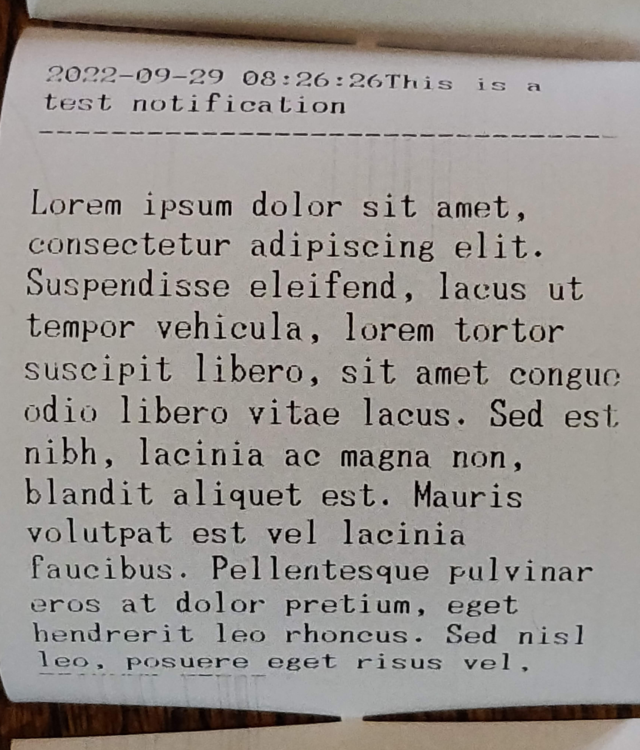 2022-09-29 08:26:26This is a
test notification
--------------------------------
Lorem ipsum dolor sit amet,
consectetur adipiscing elit.
Suspendisse eleifend, lacus ut
tempor vehicula, lorem tortor
suscipit libero, sit amet congue
odio libero vitae lacus. Sed est
nibh, lacinia ac magna non,
blandit aliquet est. Mauris
volutpat est vel lacinia
faucibus. Pellentesque pulvinar
eros at dolor pretium, eget
hendrerit leo rhoncus. Sed nisl
leo, posuere eget risus vel,